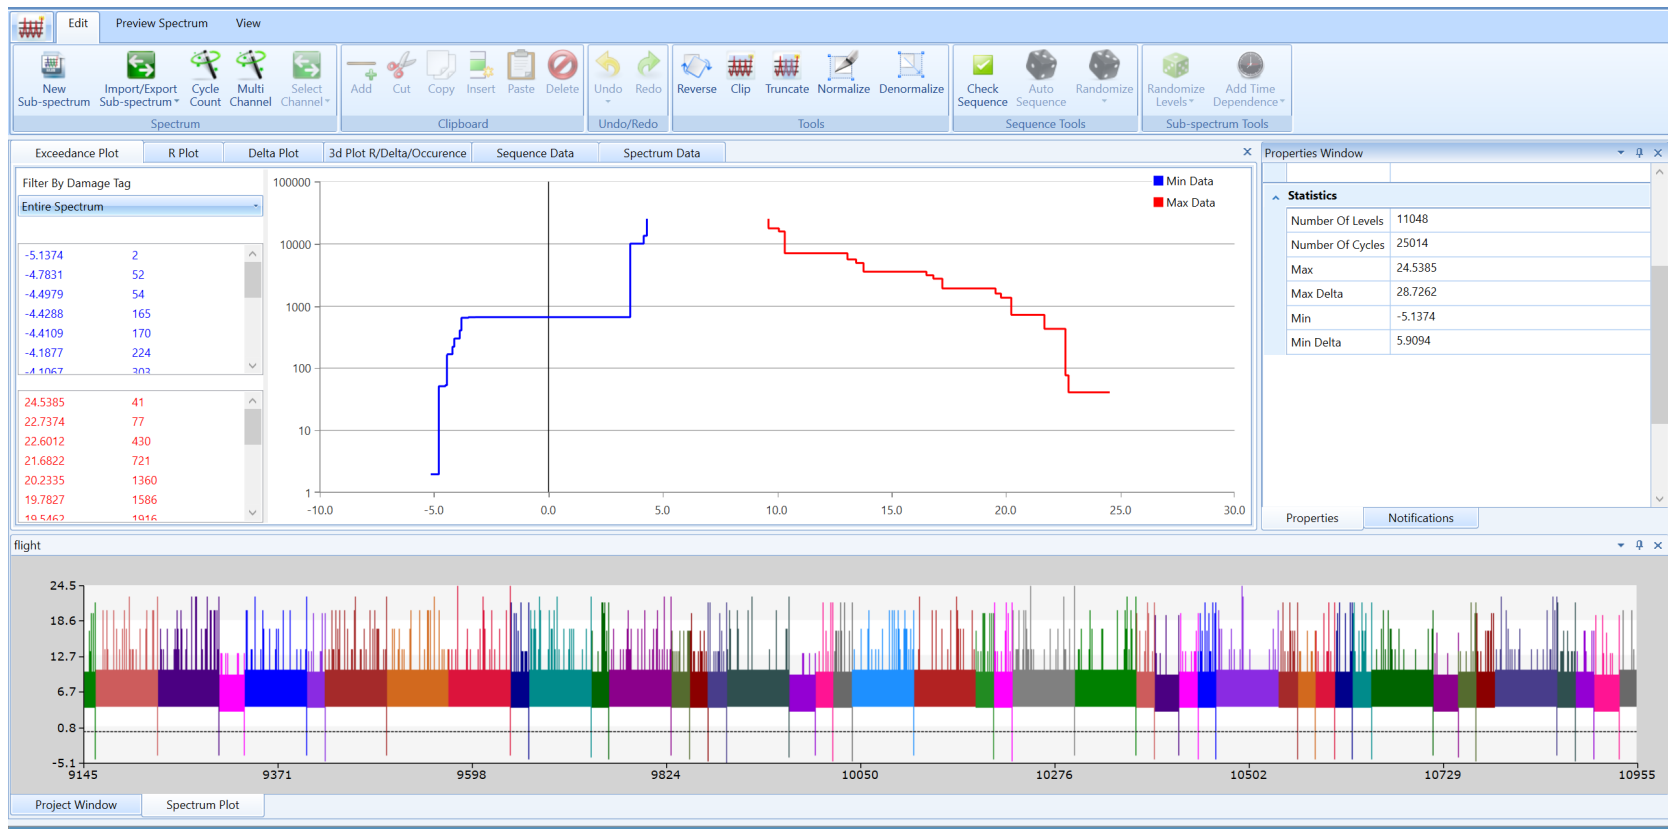 Edit Preview Spectrum View
New Sub-spectrum
Import/Export Sub-spectrum
Cycle Count
Multi Channel
Select Channel
Add
Cut
Copy
Insert
Paste
Delete
Undo
Redo
Reverse
Clip
Truncate
Normalize
Denormalize
Check Sequence
Auto Sequence
Randomize
Randomize Levels
Add Time Dependence
Spectrum
Clipboard
Undo/Redo
Tools
Sequence Tools
Sub-spectrum Tools
Exceedance Plot
R Plot
Delta Plot
3d Plot R/Delta/Occurence
Sequence Data
Spectrum Data
Filter By Damage Tag
Entire Spectrum
-5.1374 2
-4.7831 52
-4.4979 54
-4.4288 165
-4.4109 170
-4.1877 224
-4.1067 303
24.5385 41
22.7374 77
22.6012 430
21.6822 721
20.2335 1360
19.7827 1586
19.5462 1916
100000
10000
1000
100
10
1
-10.0 -5.0 0.0 5.0 10.0 15.0 20.0 25.0 30.0
Min Data
Max Data
Properties Window
Statistics
Number Of Levels 11048
Number Of Cycles 25014
Max 24.5385
Max Delta 28.7262
Min -5.1374
Min Delta 5.9094
Properties
Notifications
flight
24.5
18.6
12.7
6.7
0.8
-5.1
9145 9371 9598 9824 10050 10276 10502 10729 10955
Project Window
Spectrum Plot